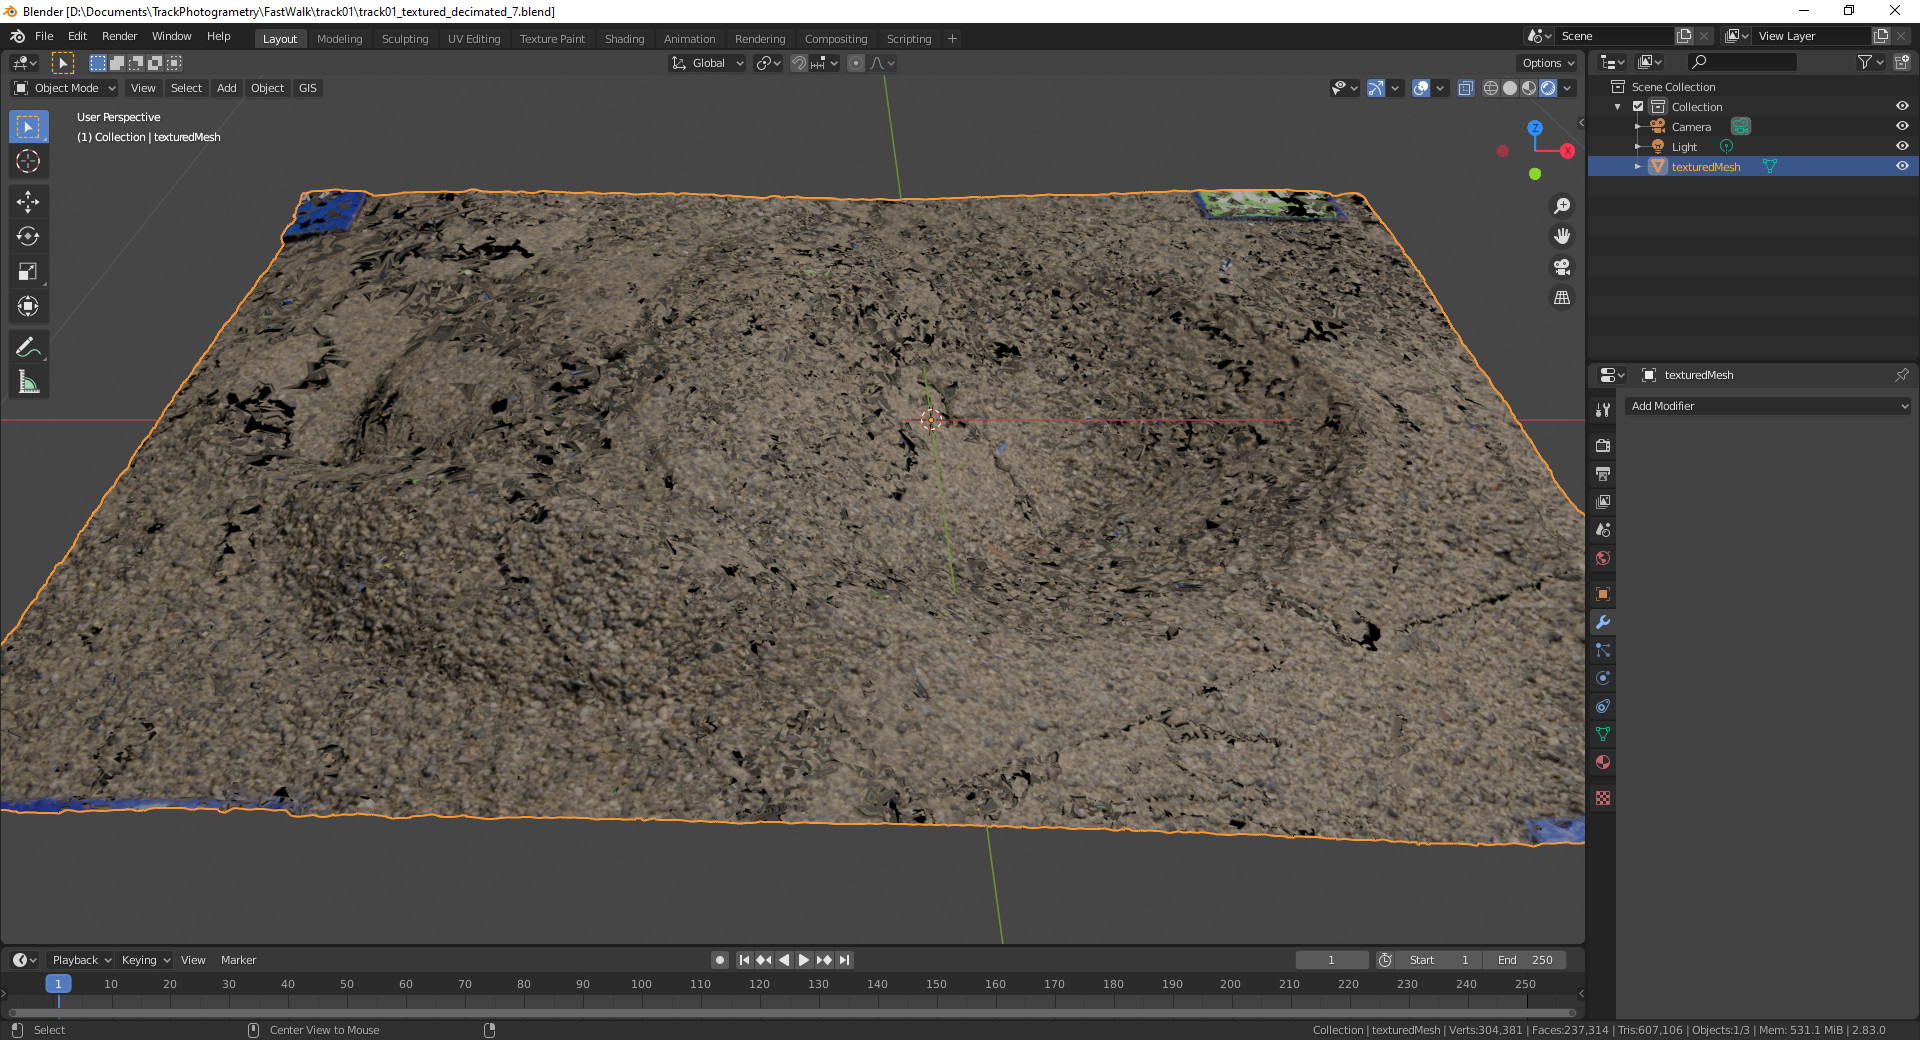 Blender [D:\Documents\TrackPhotogrametry\FastWalk\track01\track01_textured_decimated_7.blend]
File Edit Render Window Help Layout Modeling Sculpting UV Editing Texture Paint Shading Animation Rendering Compositing Scripting + Scene View Layer
Global Options
Object Mode View Select Add Object GIS
User Perspective
(1) Collection | texturedMesh
Z
X
Scene Collection
Collection
Camera
Light
texturedMesh
texturedMesh
Add Modifier
Playback Keying View Marker 1 Start 1 End 250
1 10 20 30 40 50 60 70 80 90 100 110 120 130 140 150 160 170 180 190 200 210 220 230 240 250
Select Center View to Mouse Collection | texturedMesh | Verts:304,381 | Faces:237,314 | Tris:607,106 | Objects:1/3 | Mem: 531.1 MiB | 2.83.0